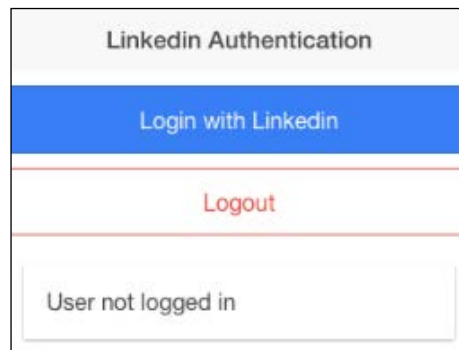 Linkedin Authentication
Login with Linkedin
Logout
User not logged in